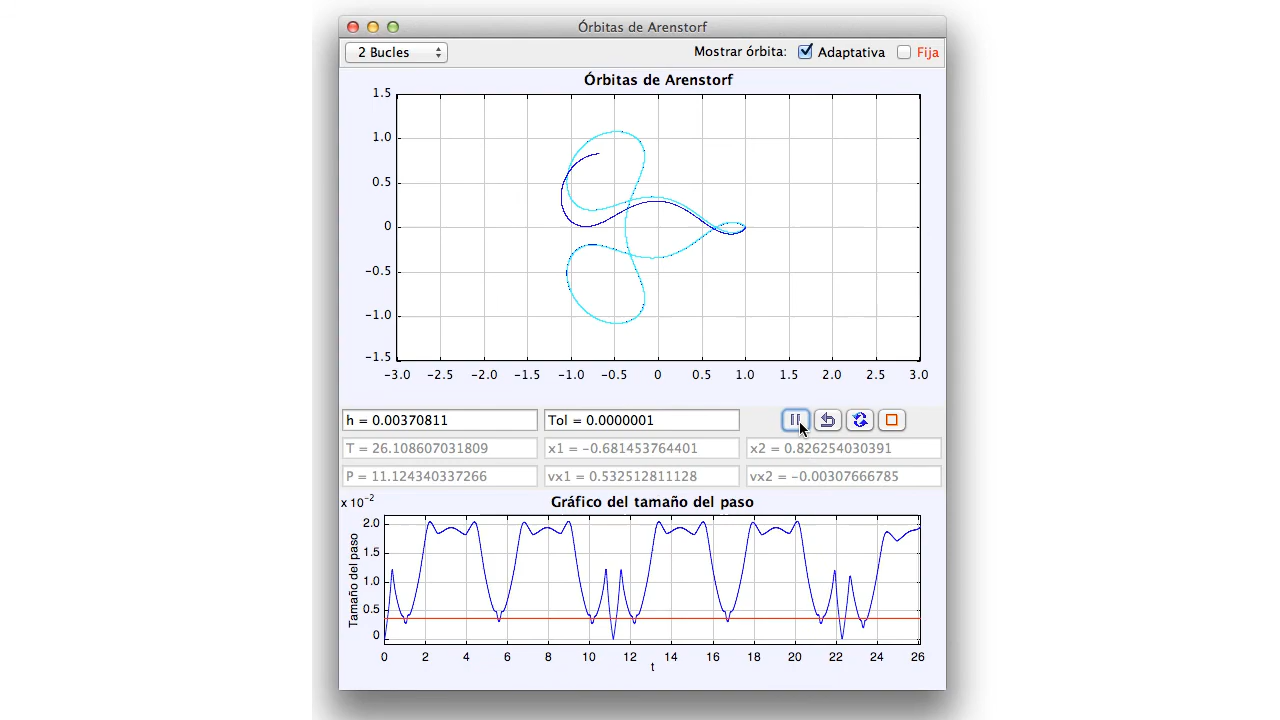 Órbitas de Arenstorf
2 Bucles Mostrar órbita: Adaptativa Fija
Órbitas de Arenstorf
1.5
1.0
0.5
0
−0.5
−1.0
−1.5
−3.0 −2.5 −2.0 −1.5 −1.0 −0.5 0 0.5 1.0 1.5 2.0 2.5 3.0
h = 0.00370811 Tol = 0.0000001
T = 26.108607031809 x1 = −0.681453764401 x2 = 0.826254030391
P = 11.124340337266 vx1 = 0.532512811128 vx2 = −0.00307666785
x 10⁻² Gráfico del tamaño del paso
2.0
1.5
1.0
0.5
0
Tamaño del paso
0 2 4 6 8 10 12 14 16 18 20 22 24 26
t